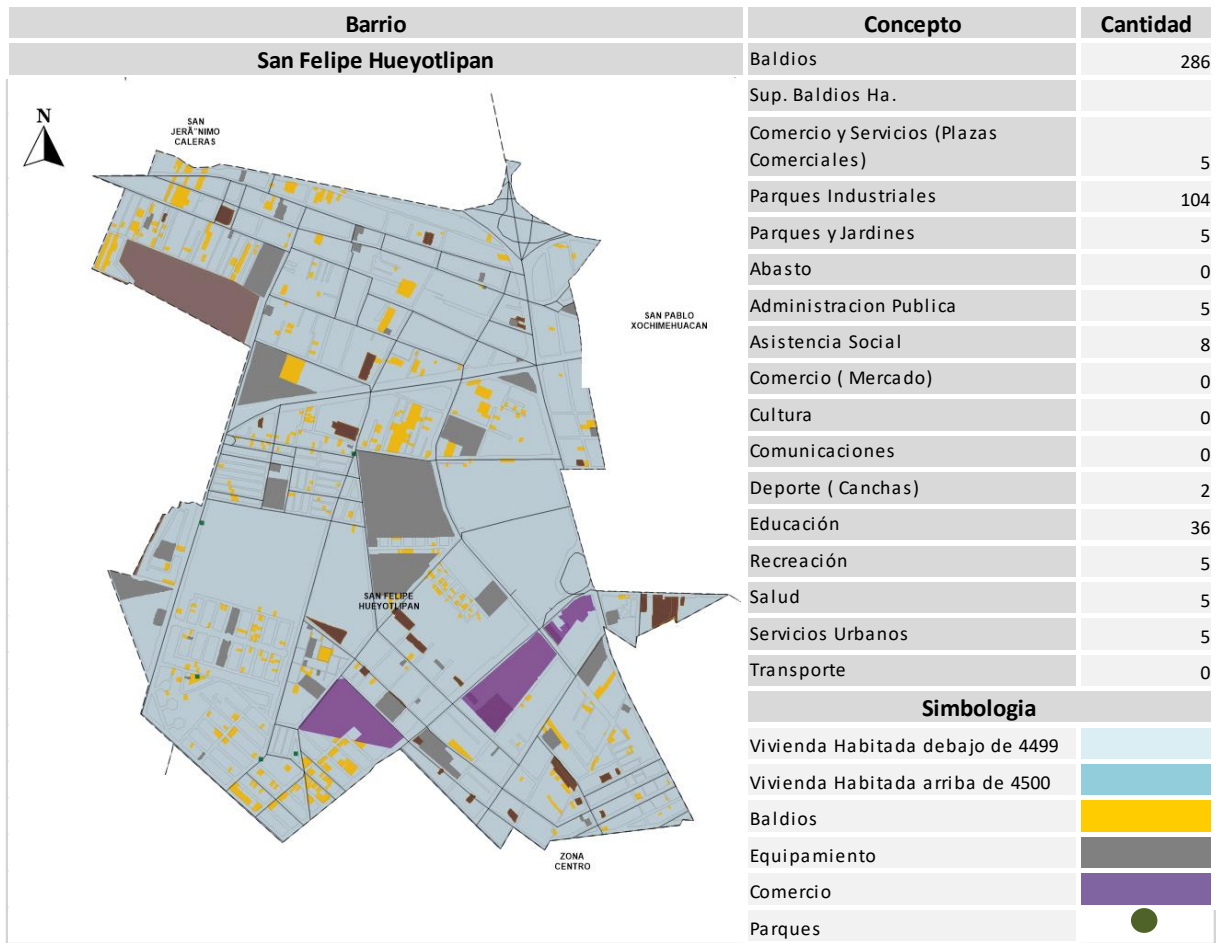 Barrio
San Felipe Hueyotlipan
N
SAN
JERÃ“NIMO
CALERAS
SAN PABLO
XOCHIMEHUACAN
SAN FELIPE
HUEYOTLIPAN
ZONA
CENTRO
Concepto Cantidad
Baldios 286
Sup. Baldios Ha.
Comercio y Servicios (Plazas
Comerciales) 5
Parques Industriales 104
Parques y Jardines 5
Abasto 0
Administracion Publica 5
Asistencia Social 8
Comercio ( Mercado) 0
Cultura 0
Comunicaciones 0
Deporte ( Canchas) 2
Educación 36
Recreación 5
Salud 5
Servicios Urbanos 5
Transporte 0
Simbologia
Vivienda Habitada debajo de 4499
Vivienda Habitada arriba de 4500
Baldios
Equipamiento
Comercio
Parques